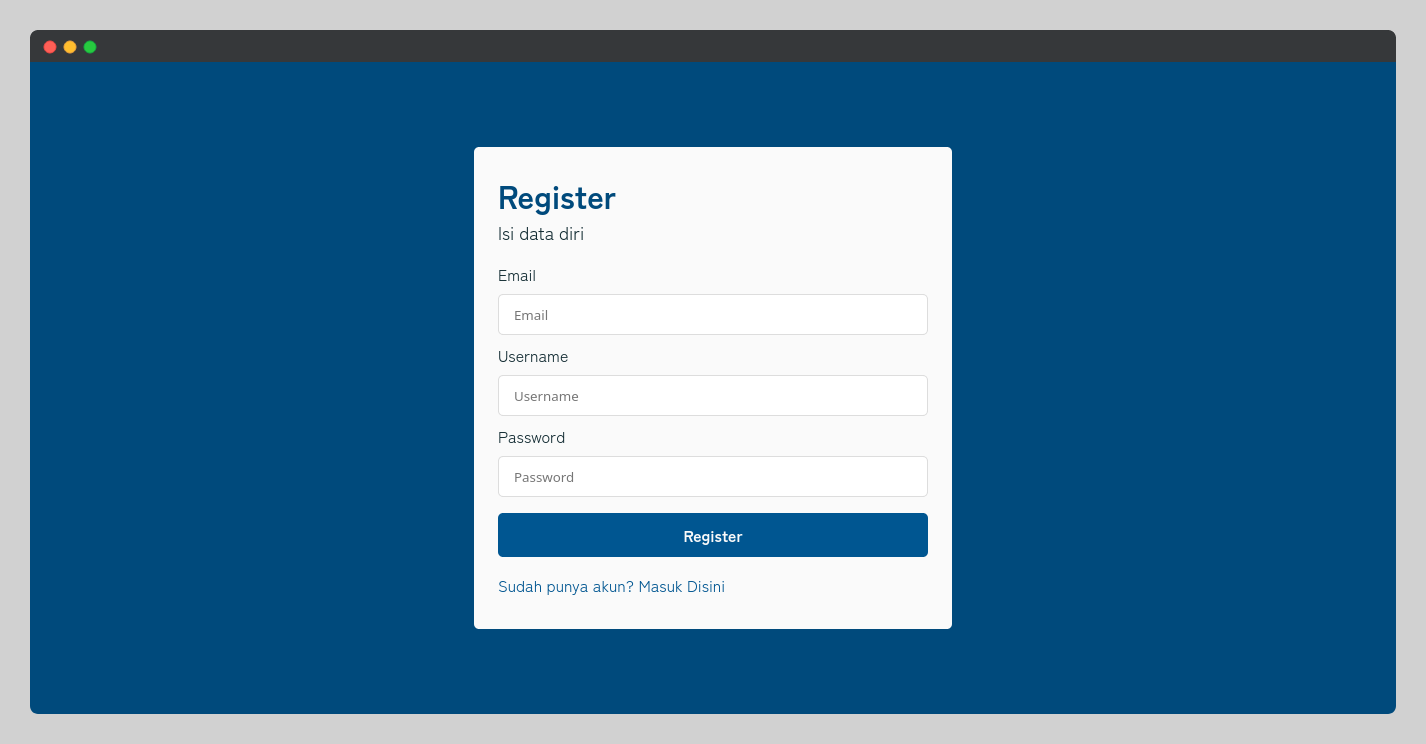 Register
Isi data diri
Email
Email
Username
Username
Password
Password
Register
Sudah punya akun? Masuk Disini